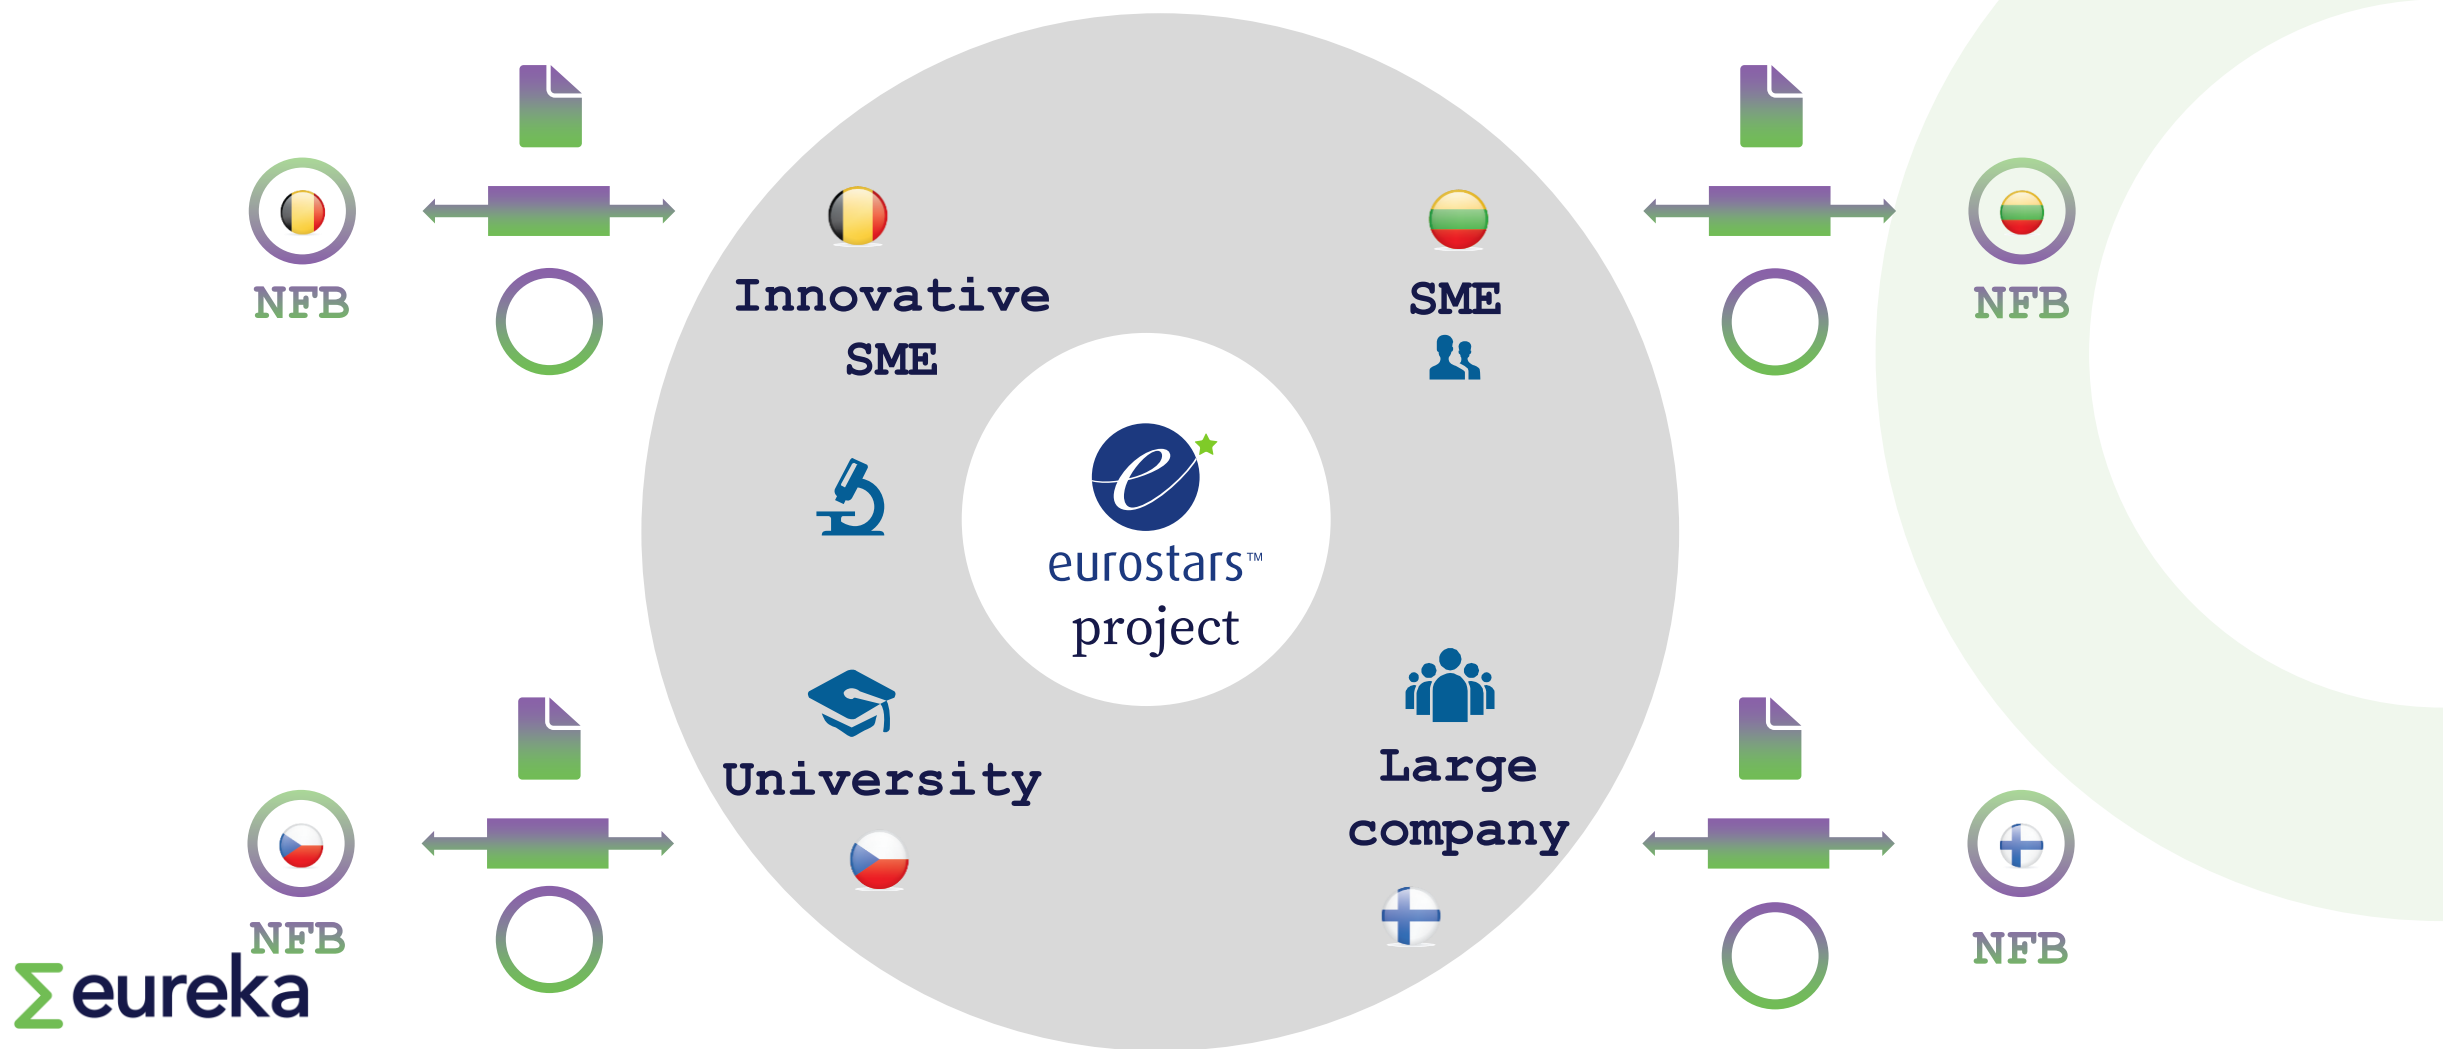 NFB
Innovative
SME
SME
NFB
eurostars™
project
University
Large
company
NFB
NFB
eureka